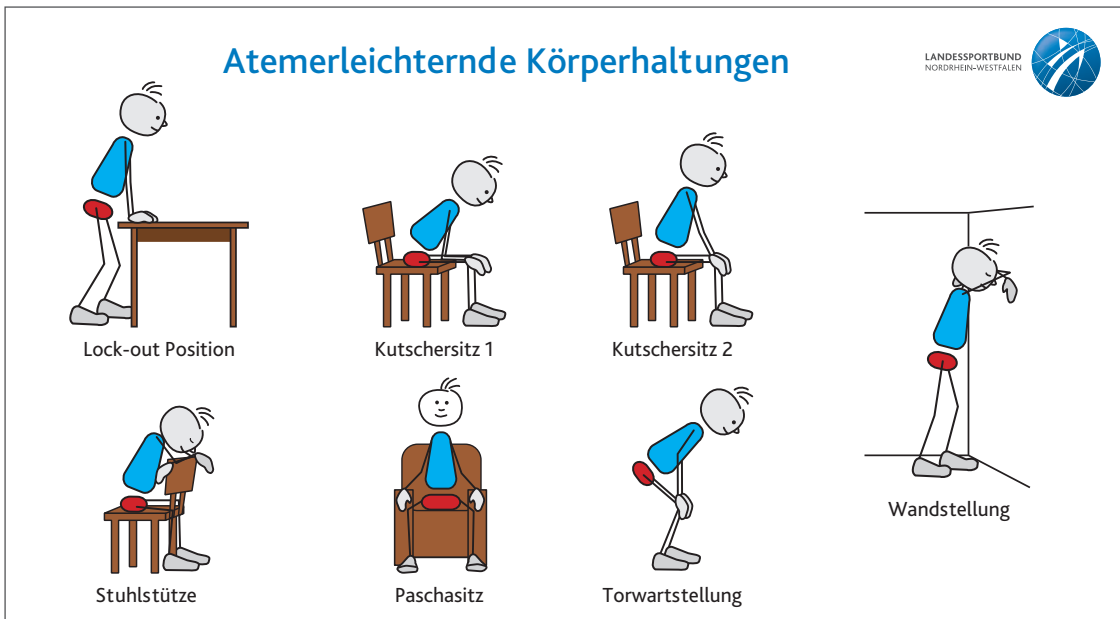 Atemerleichternde Körperhaltungen
LANDESSPORTBUND
NORDRHEIN-WESTFALEN
Lock-out Position
Kutschersitz 1
Kutschersitz 2
Wandstellung
Stuhlstütze
Paschasitz
Torwartstellung